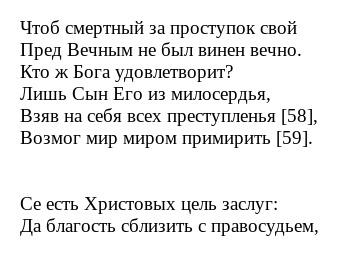 Чтоб смертный за проступок свой
Пред Вечным не был винен вечно.
Кто ж Бога удовлетворит?
Лишь Сын Его из милосердья,
Взяв на себя всех преступленья [58],
Возмог мир миром примирить [59].
Се есть Христовых цель заслуг:
Да благость сблизить с правосудьем,